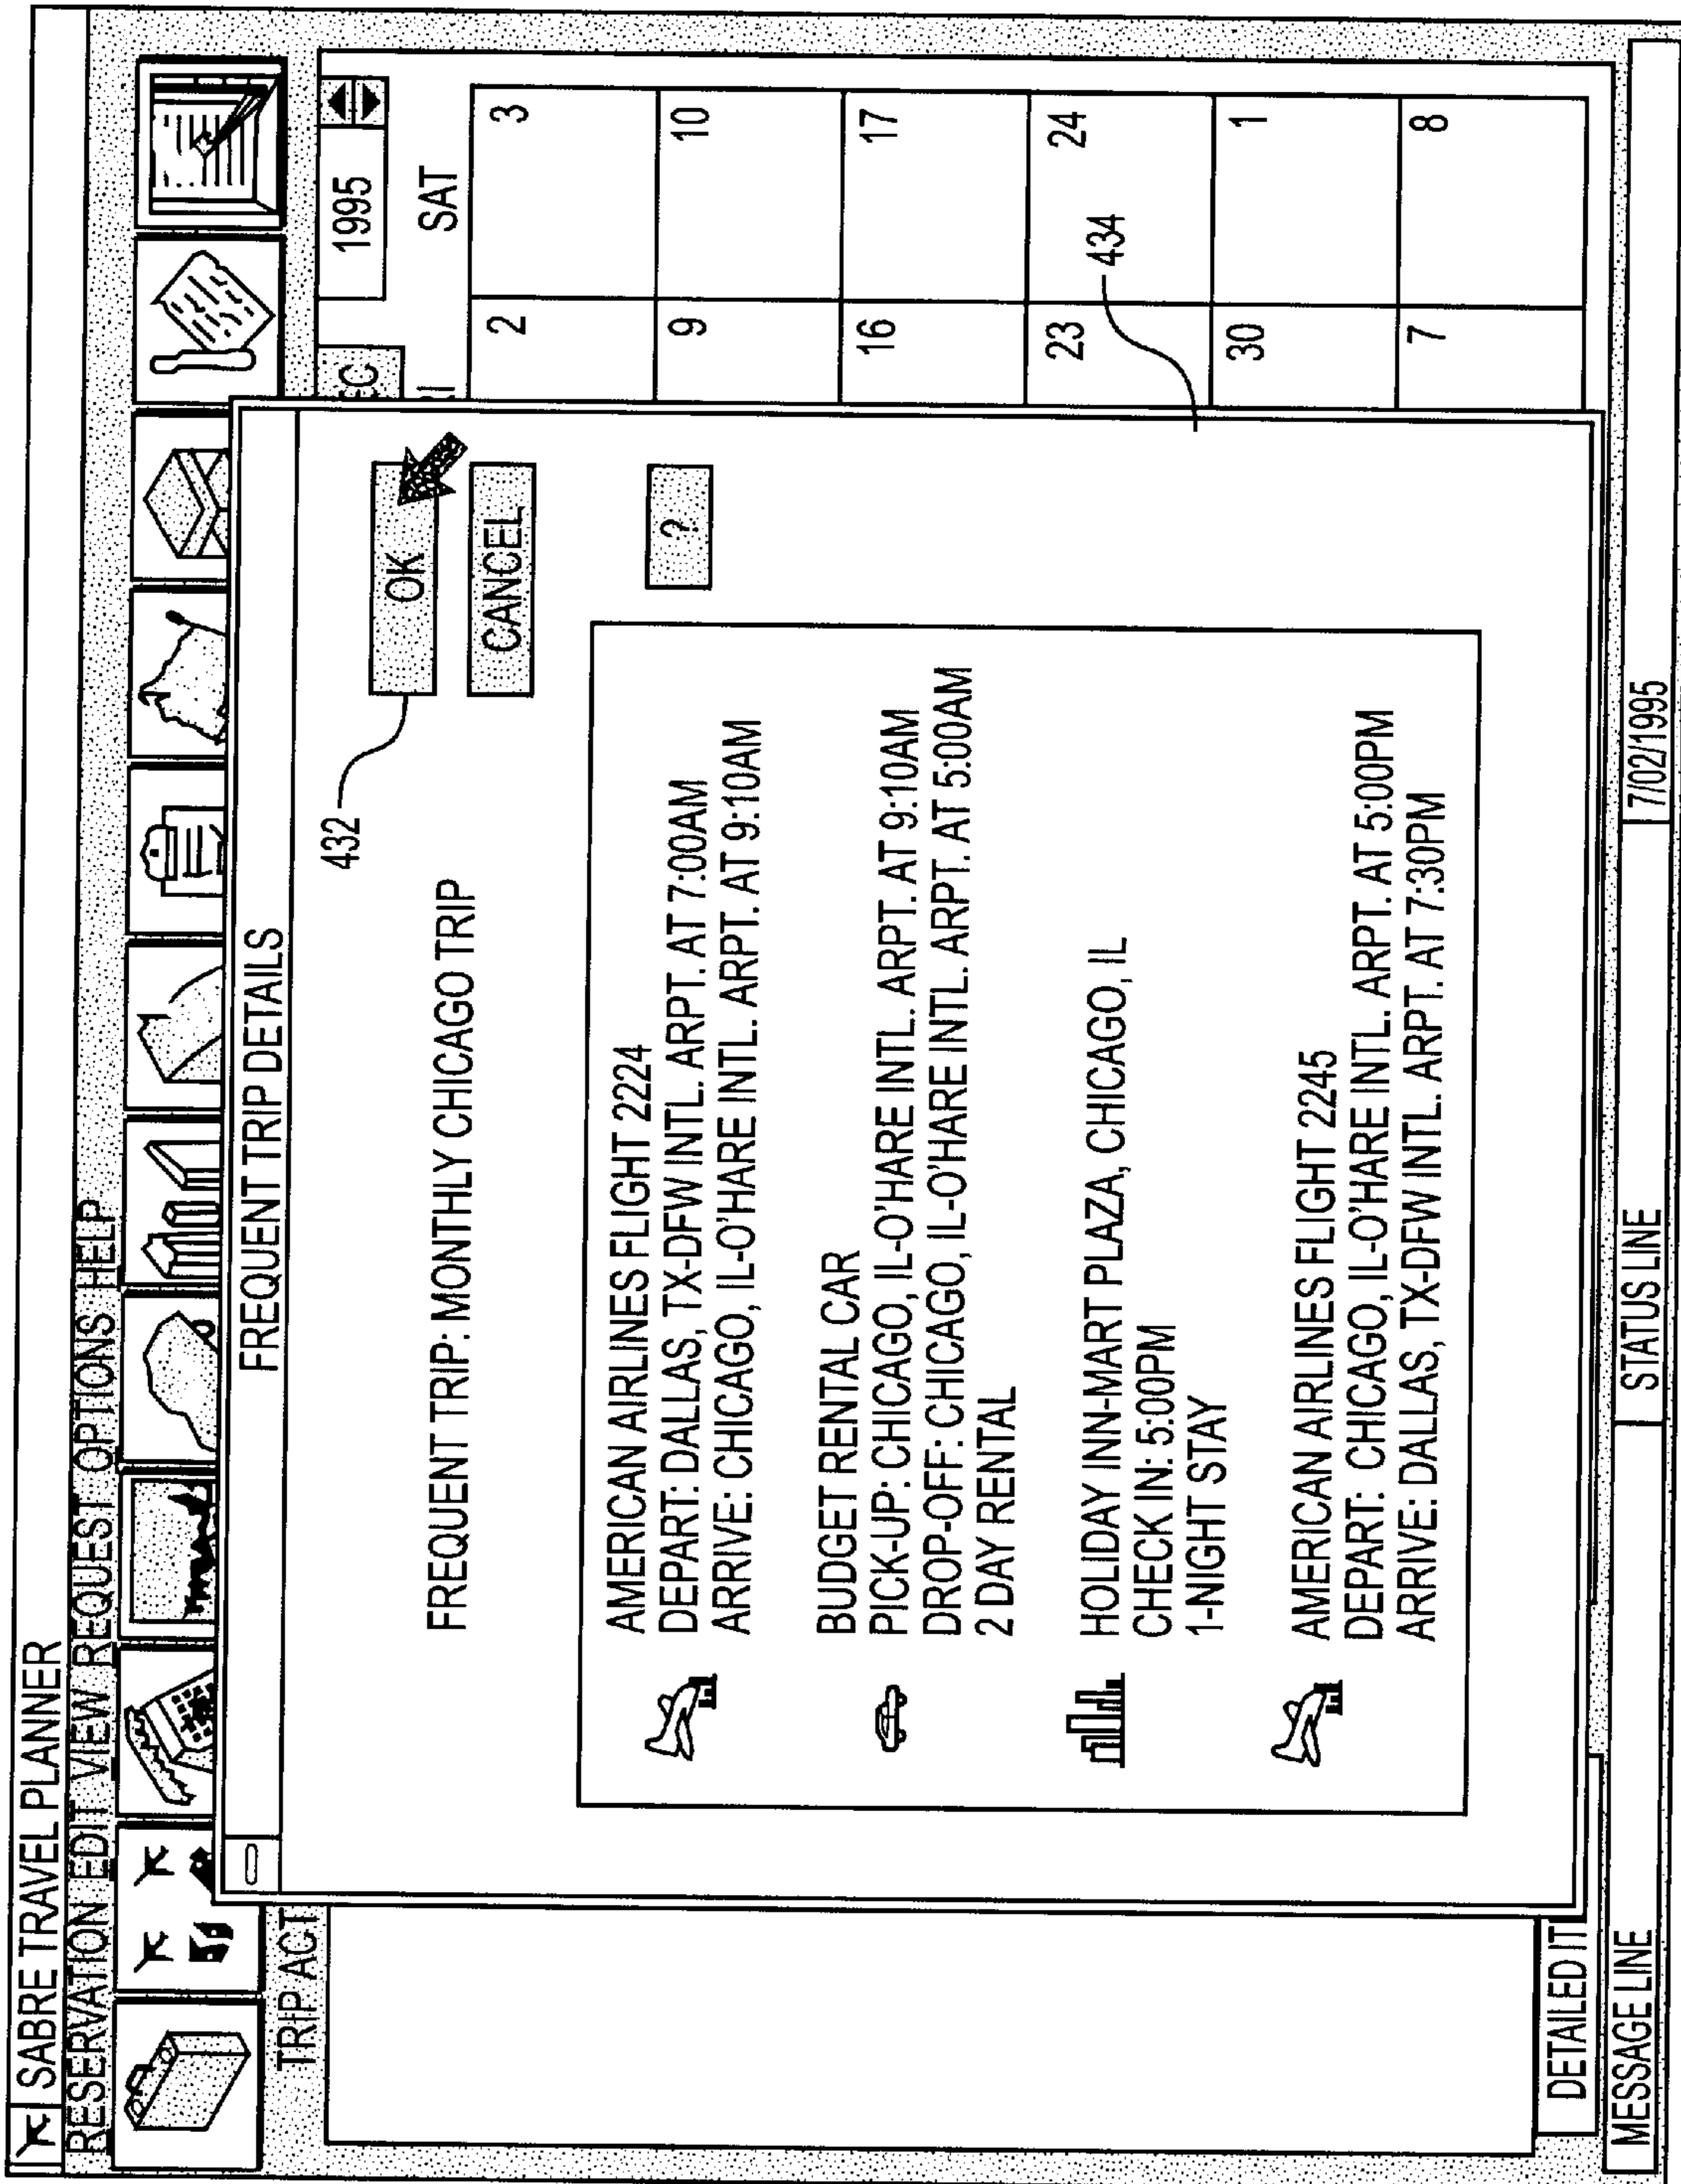 SABRE TRAVEL PLANNER
RESERVATION EDIT VIEW REQUEST OPTIONS HELP
TRIP ACT
EC
1995
RI
SAT
2
3
9
10
16
17
23
24
30
1
7
8
FREQUENT TRIP DETAILS
432
434
FREQUENT TRIP: MONTHLY CHICAGO TRIP
OK
CANCEL
?
AMERICAN AIRLINES FLIGHT 2224
DEPART: DALLAS, TX-DFW INTL. ARPT. AT 7:00AM
ARRIVE: CHICAGO, IL-O'HARE INTL. ARPT. AT 9:10AM
BUDGET RENTAL CAR
PICK-UP: CHICAGO, IL-O'HARE INTL. ARPT. AT 9:10AM
DROP-OFF: CHICAGO, IL-O'HARE INTL. ARPT. AT 5:00AM
2 DAY RENTAL
HOLIDAY INN-MART PLAZA, CHICAGO, IL
CHECK IN: 5:00PM
1-NIGHT STAY
AMERICAN AIRLINES FLIGHT 2245
DEPART: CHICAGO, IL-O'HARE INTL. ARPT. AT 5:00PM
ARRIVE: DALLAS, TX-DFW INTL. ARPT. AT 7:30PM
DETAILED IT
MESSAGE LINE
STATUS LINE
7/02/1995